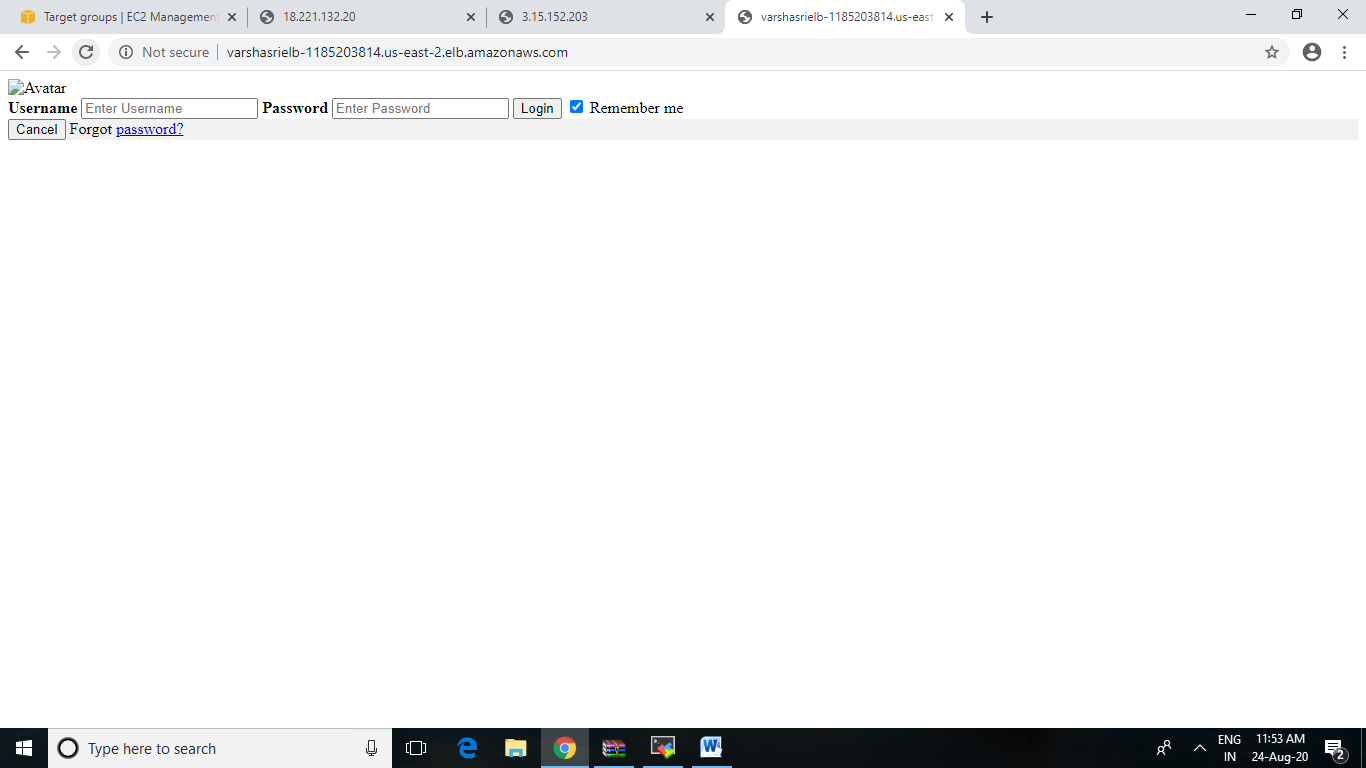 Target groups | EC2 Management
18.221.132.20
3.15.152.203
varshasrielb-1185203814.us-east
Not secure
varshasrielb-1185203814.us-east-2.elb.amazonaws.com
Avatar
Username Enter Username Password Enter Password Login Remember me
Cancel Forgot password?
Type here to search
ENG
IN
11:53 AM
24-Aug-20
2